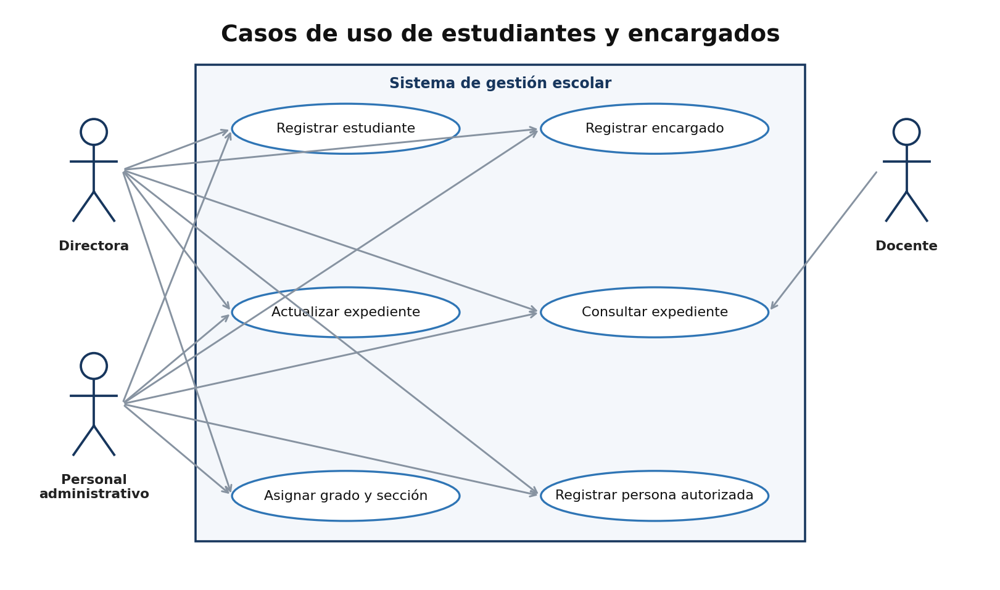 Casos de uso de estudiantes y encargados
Sistema de gestión escolar
Registrar estudiante
Registrar encargado
Directora
Docente
Actualizar expediente
Consultar expediente
Personal
administrativo
Asignar grado y sección
Registrar persona autorizada